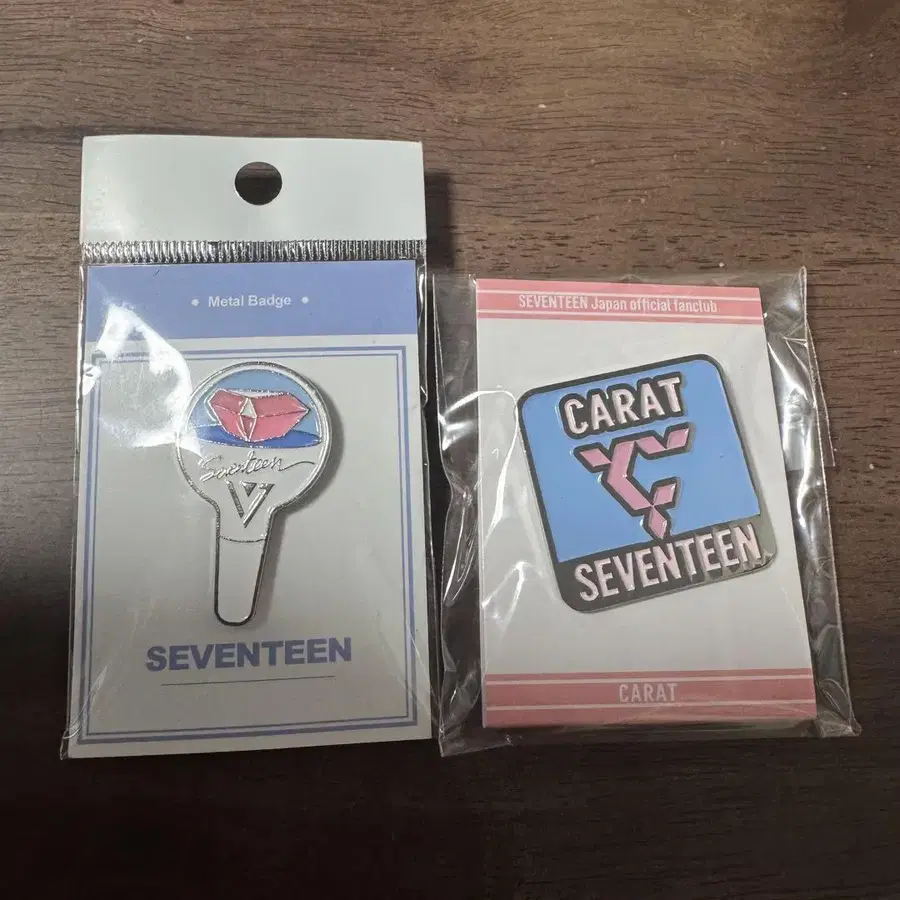 • Metal Badge •
Seventeen
SEVENTEEN
SEVENTEEN Japan official fanclub
CARAT
SEVENTEEN
CARAT